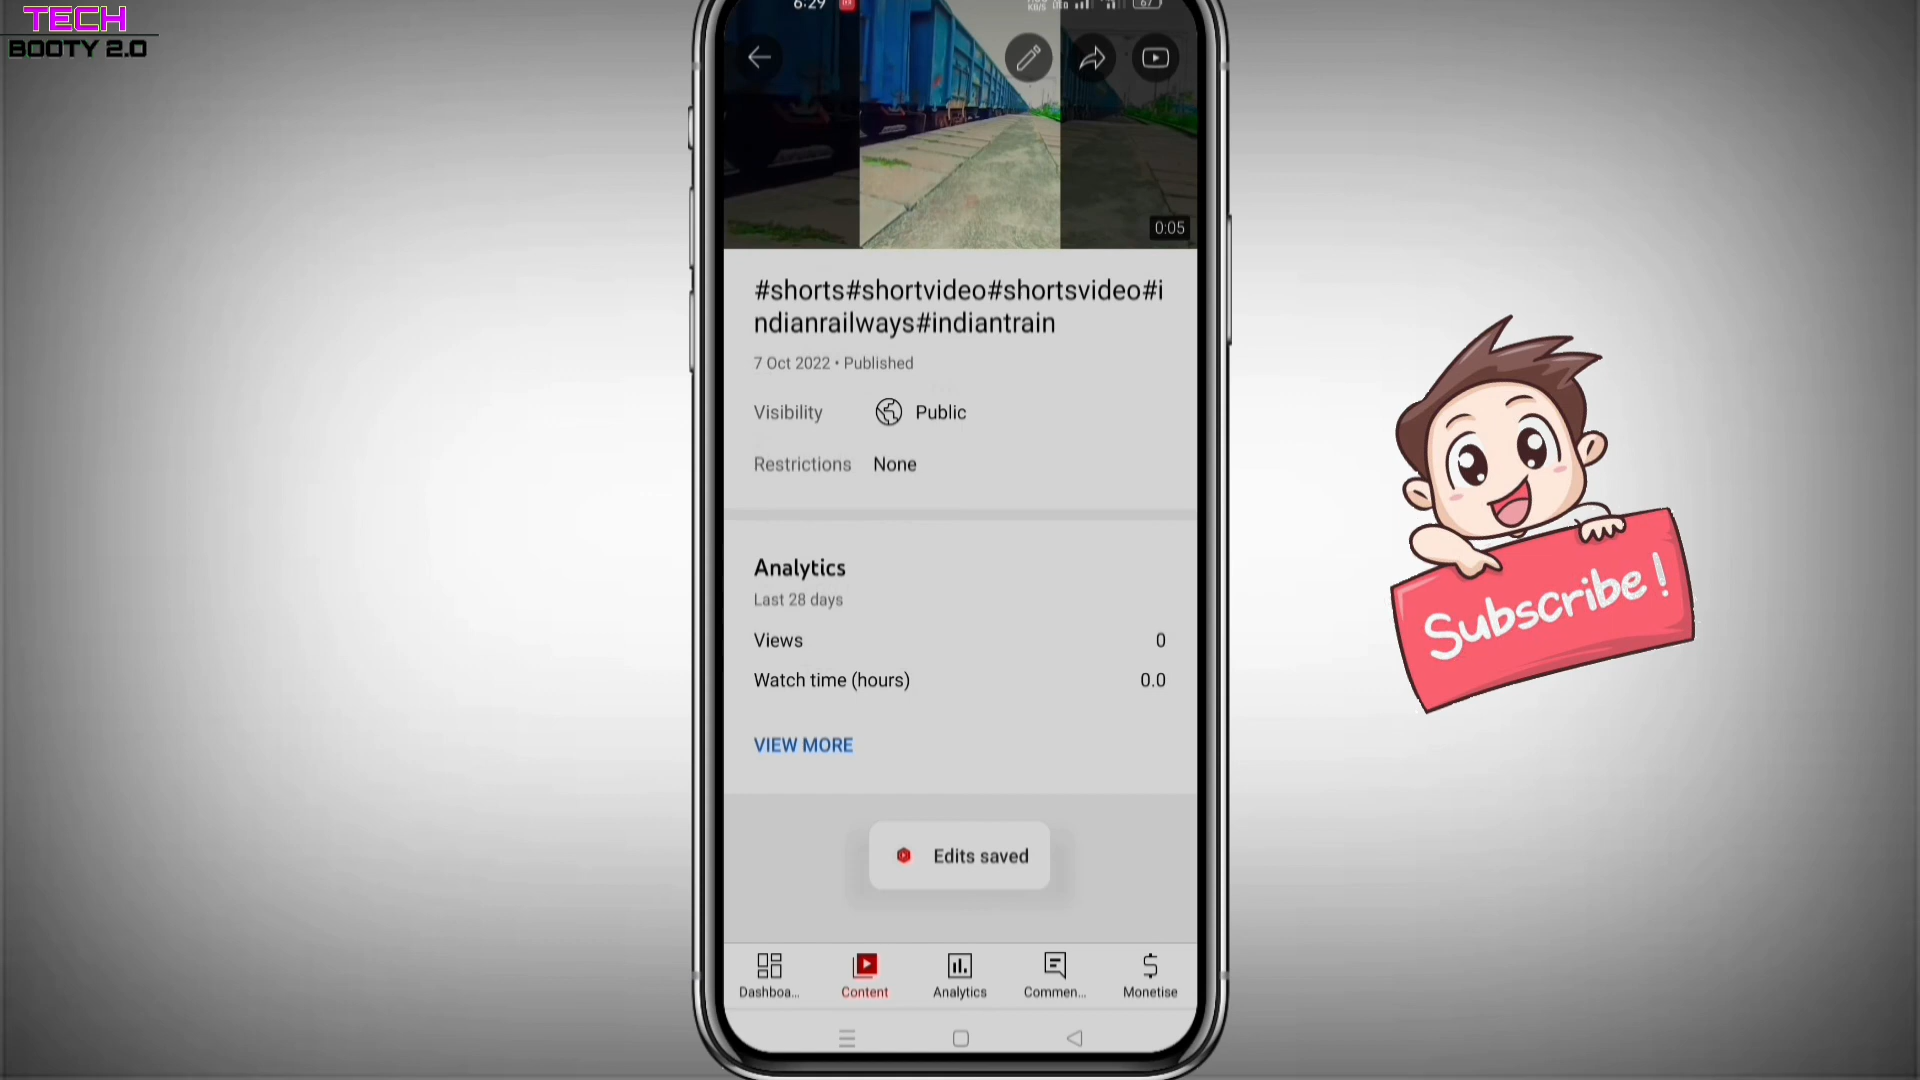 TECH
BOOTY 2.0
6:29
67
0:05
#shorts#shortvideo#shortsvideo#i
ndianrailways#indiantrain
7 Oct 2022 • Published
Visibility Public
Restrictions None
Analytics
Last 28 days
Views 0
Watch time (hours) 0.0
VIEW MORE
Edits saved
Dashboa... Content Analytics Commen... Monetise
Subscribe!